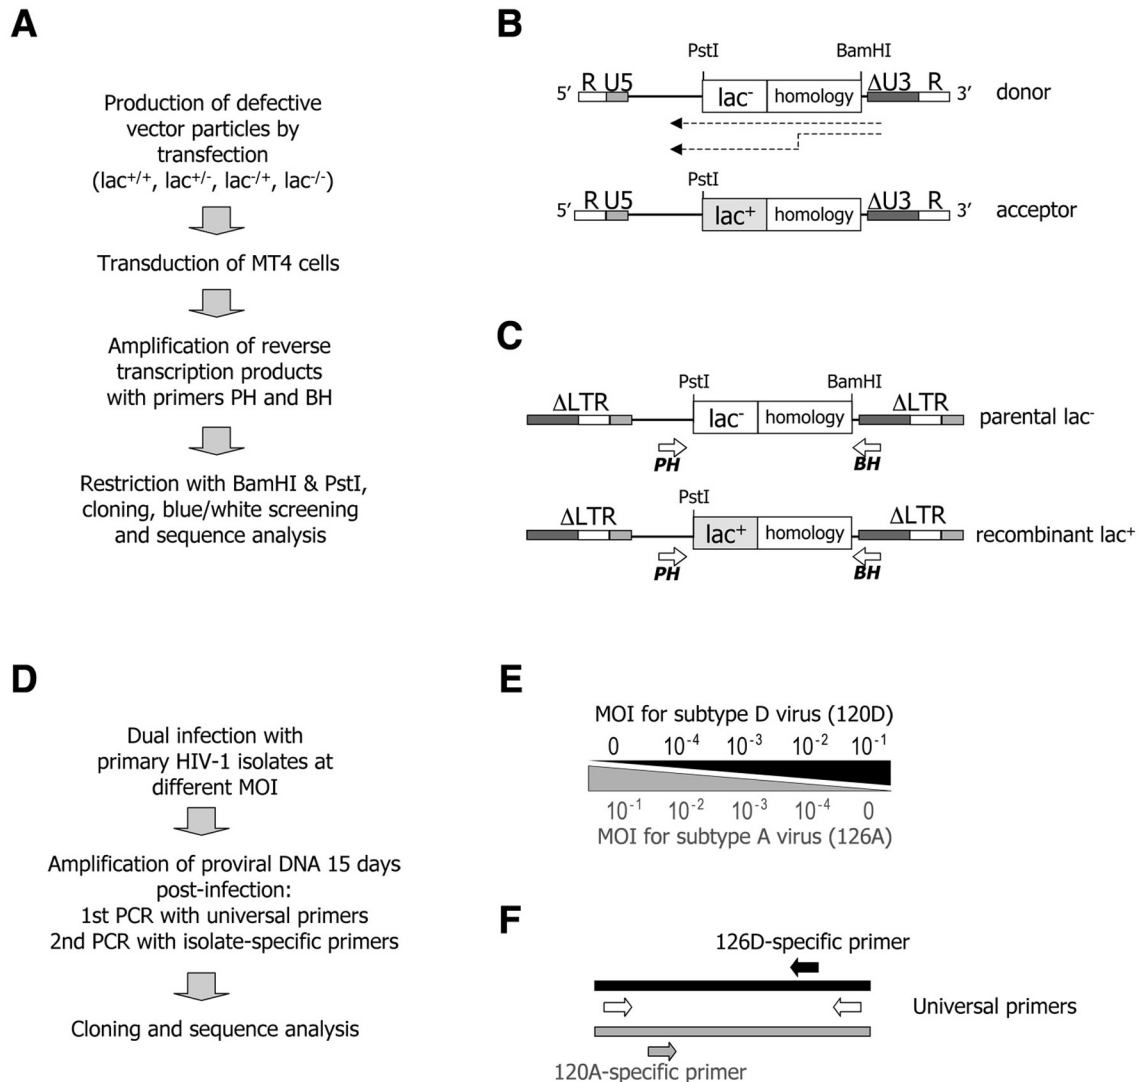 A
Production of defective
vector particles by
transfection
(lac+/+, lac+/-, lac-/+, lac-/-)
Transduction of MT4 cells
Amplification of reverse
transcription products
with primers PH and BH
Restriction with BamHI & PstI,
cloning, blue/white screening
and sequence analysis
B
PstI BamHI
5′ R U5 lac- homology ΔU3 R 3′ donor
PstI
5′ R U5 lac+ homology ΔU3 R 3′ acceptor
C
PstI BamHI
ΔLTR lac- homology ΔLTR parental lac-
PH BH
PstI
ΔLTR lac+ homology ΔLTR recombinant lac+
PH BH
D
Dual infection with
primary HIV-1 isolates at
different MOI
Amplification of proviral DNA 15 days
post-infection:
1st PCR with universal primers
2nd PCR with isolate-specific primers
Cloning and sequence analysis
E
MOI for subtype D virus (120D)
0 10-4 10-3 10-2 10-1
10-1 10-2 10-3 10-4 0
MOI for subtype A virus (126A)
F
126D-specific primer
Universal primers
120A-specific primer